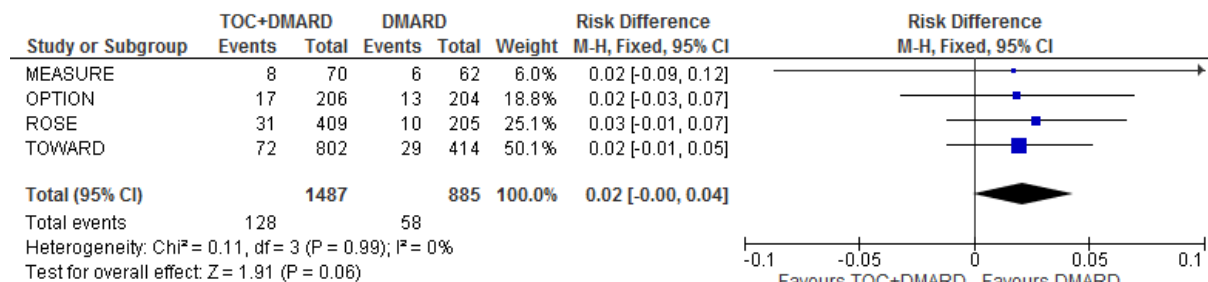 TOC+DMARD DMARD Risk Difference Risk Difference
Study or Subgroup Events Total Events Total Weight M-H, Fixed, 95% CI M-H, Fixed, 95% CI
MEASURE 8 70 6 62 6.0% 0.02 [-0.09, 0.12]
OPTION 17 206 13 204 18.8% 0.02 [-0.03, 0.07]
ROSE 31 409 10 205 25.1% 0.03 [-0.01, 0.07]
TOWARD 72 802 29 414 50.1% 0.02 [-0.01, 0.05]
Total (95% CI) 1487 885 100.0% 0.02 [-0.00, 0.04]
Total events 128 58
Heterogeneity: Chi² = 0.11, df = 3 (P = 0.99); I² = 0%
Test for overall effect: Z = 1.91 (P = 0.06)
-0.1 -0.05 0 0.05 0.1
Favours TOC+DMARD Favours DMARD